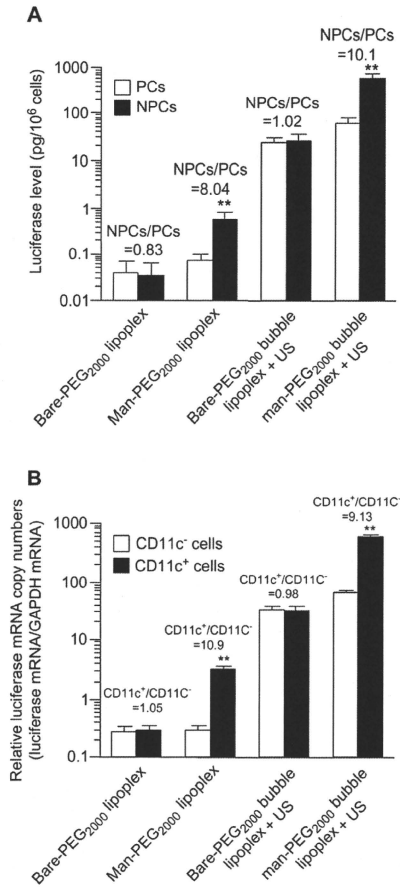 A
Luciferase level (pg/10⁶ cells)
1000
100
10
1
0.1
0.01
PCs
NPCs
NPCs/PCs
=0.83
NPCs/PCs
=8.04
**
NPCs/PCs
=1.02
NPCs/PCs
=10.1
**
Bare-PEG₂₀₀₀ lipoplex
Man-PEG₂₀₀₀ lipoplex
Bare-PEG₂₀₀₀ bubble
lipoplex + US
man-PEG₂₀₀₀ bubble
lipoplex + US
B
Relative luciferase mRNA copy numbers
(luciferase mRNA/GAPDH mRNA)
1000
100
10
1
0.1
CD11c⁻ cells
CD11c⁺ cells
CD11c⁺/CD11C⁻
=1.05
CD11c⁺/CD11C⁻
=10.9
**
CD11c⁺/CD11C⁻
=0.98
CD11c⁺/CD11C⁻
=9.13
**
Bare-PEG₂₀₀₀ lipoplex
Man-PEG₂₀₀₀ lipoplex
Bare-PEG₂₀₀₀ bubble
lipoplex + US
man-PEG₂₀₀₀ bubble
lipoplex + US